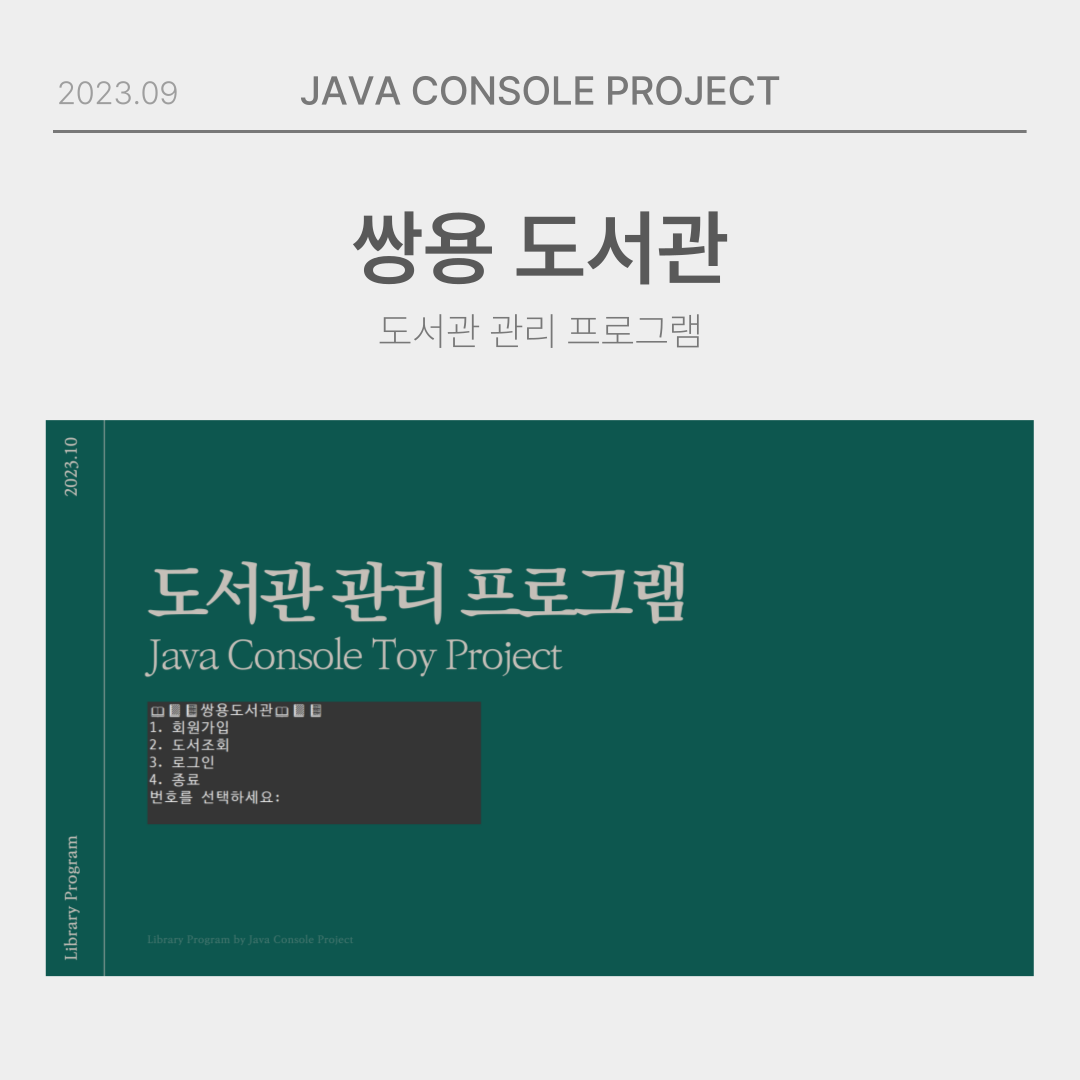 2023.09
JAVA CONSOLE PROJECT
쌍용 도서관
도서관 관리 프로그램
2023.10
도서관 관리 프로그램
Java Console Toy Project
쌍용도서관
1. 회원가입
2. 도서조회
3. 로그인
4. 종료
번호를 선택하세요:
Library Program
Library Program by Java Console Project